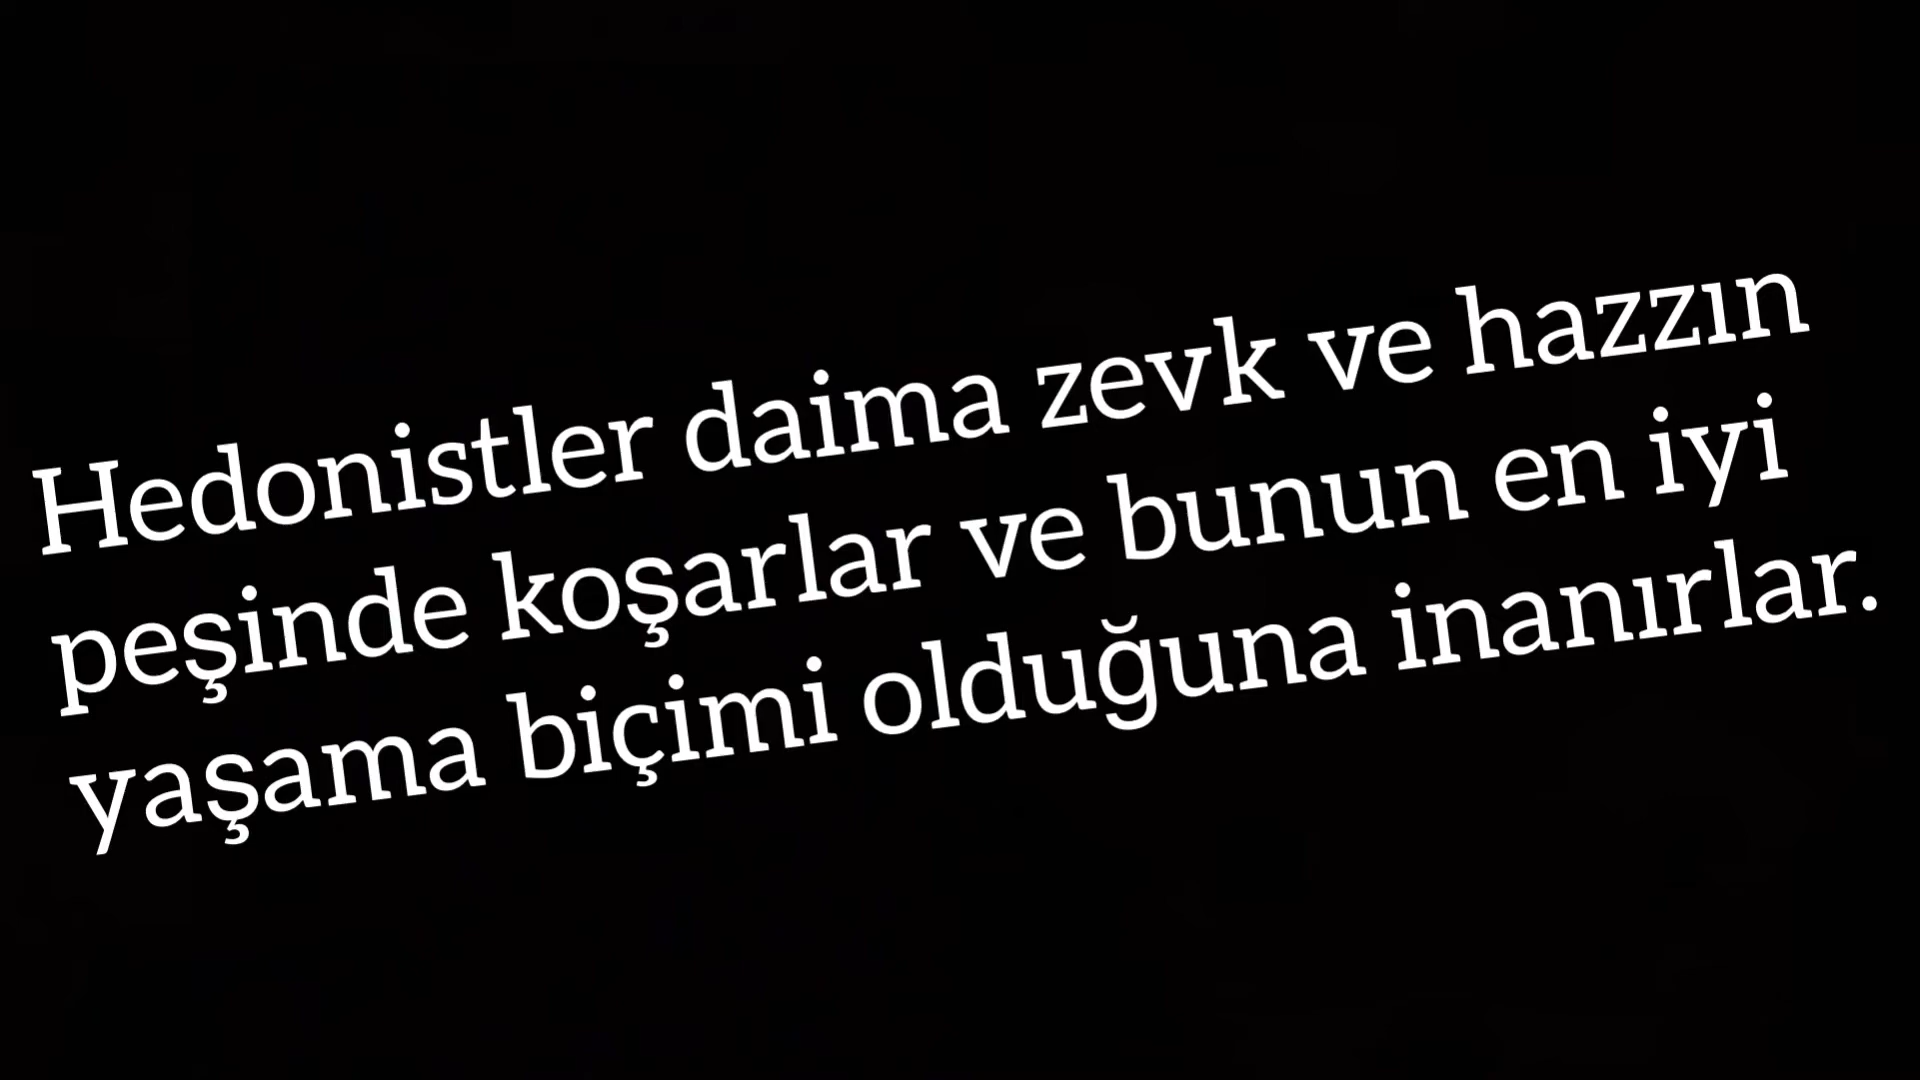 Hedonistler daima zevk ve hazzın
peşinde koşarlar ve bunun en iyi
yaşama biçimi olduğuna inanırlar.